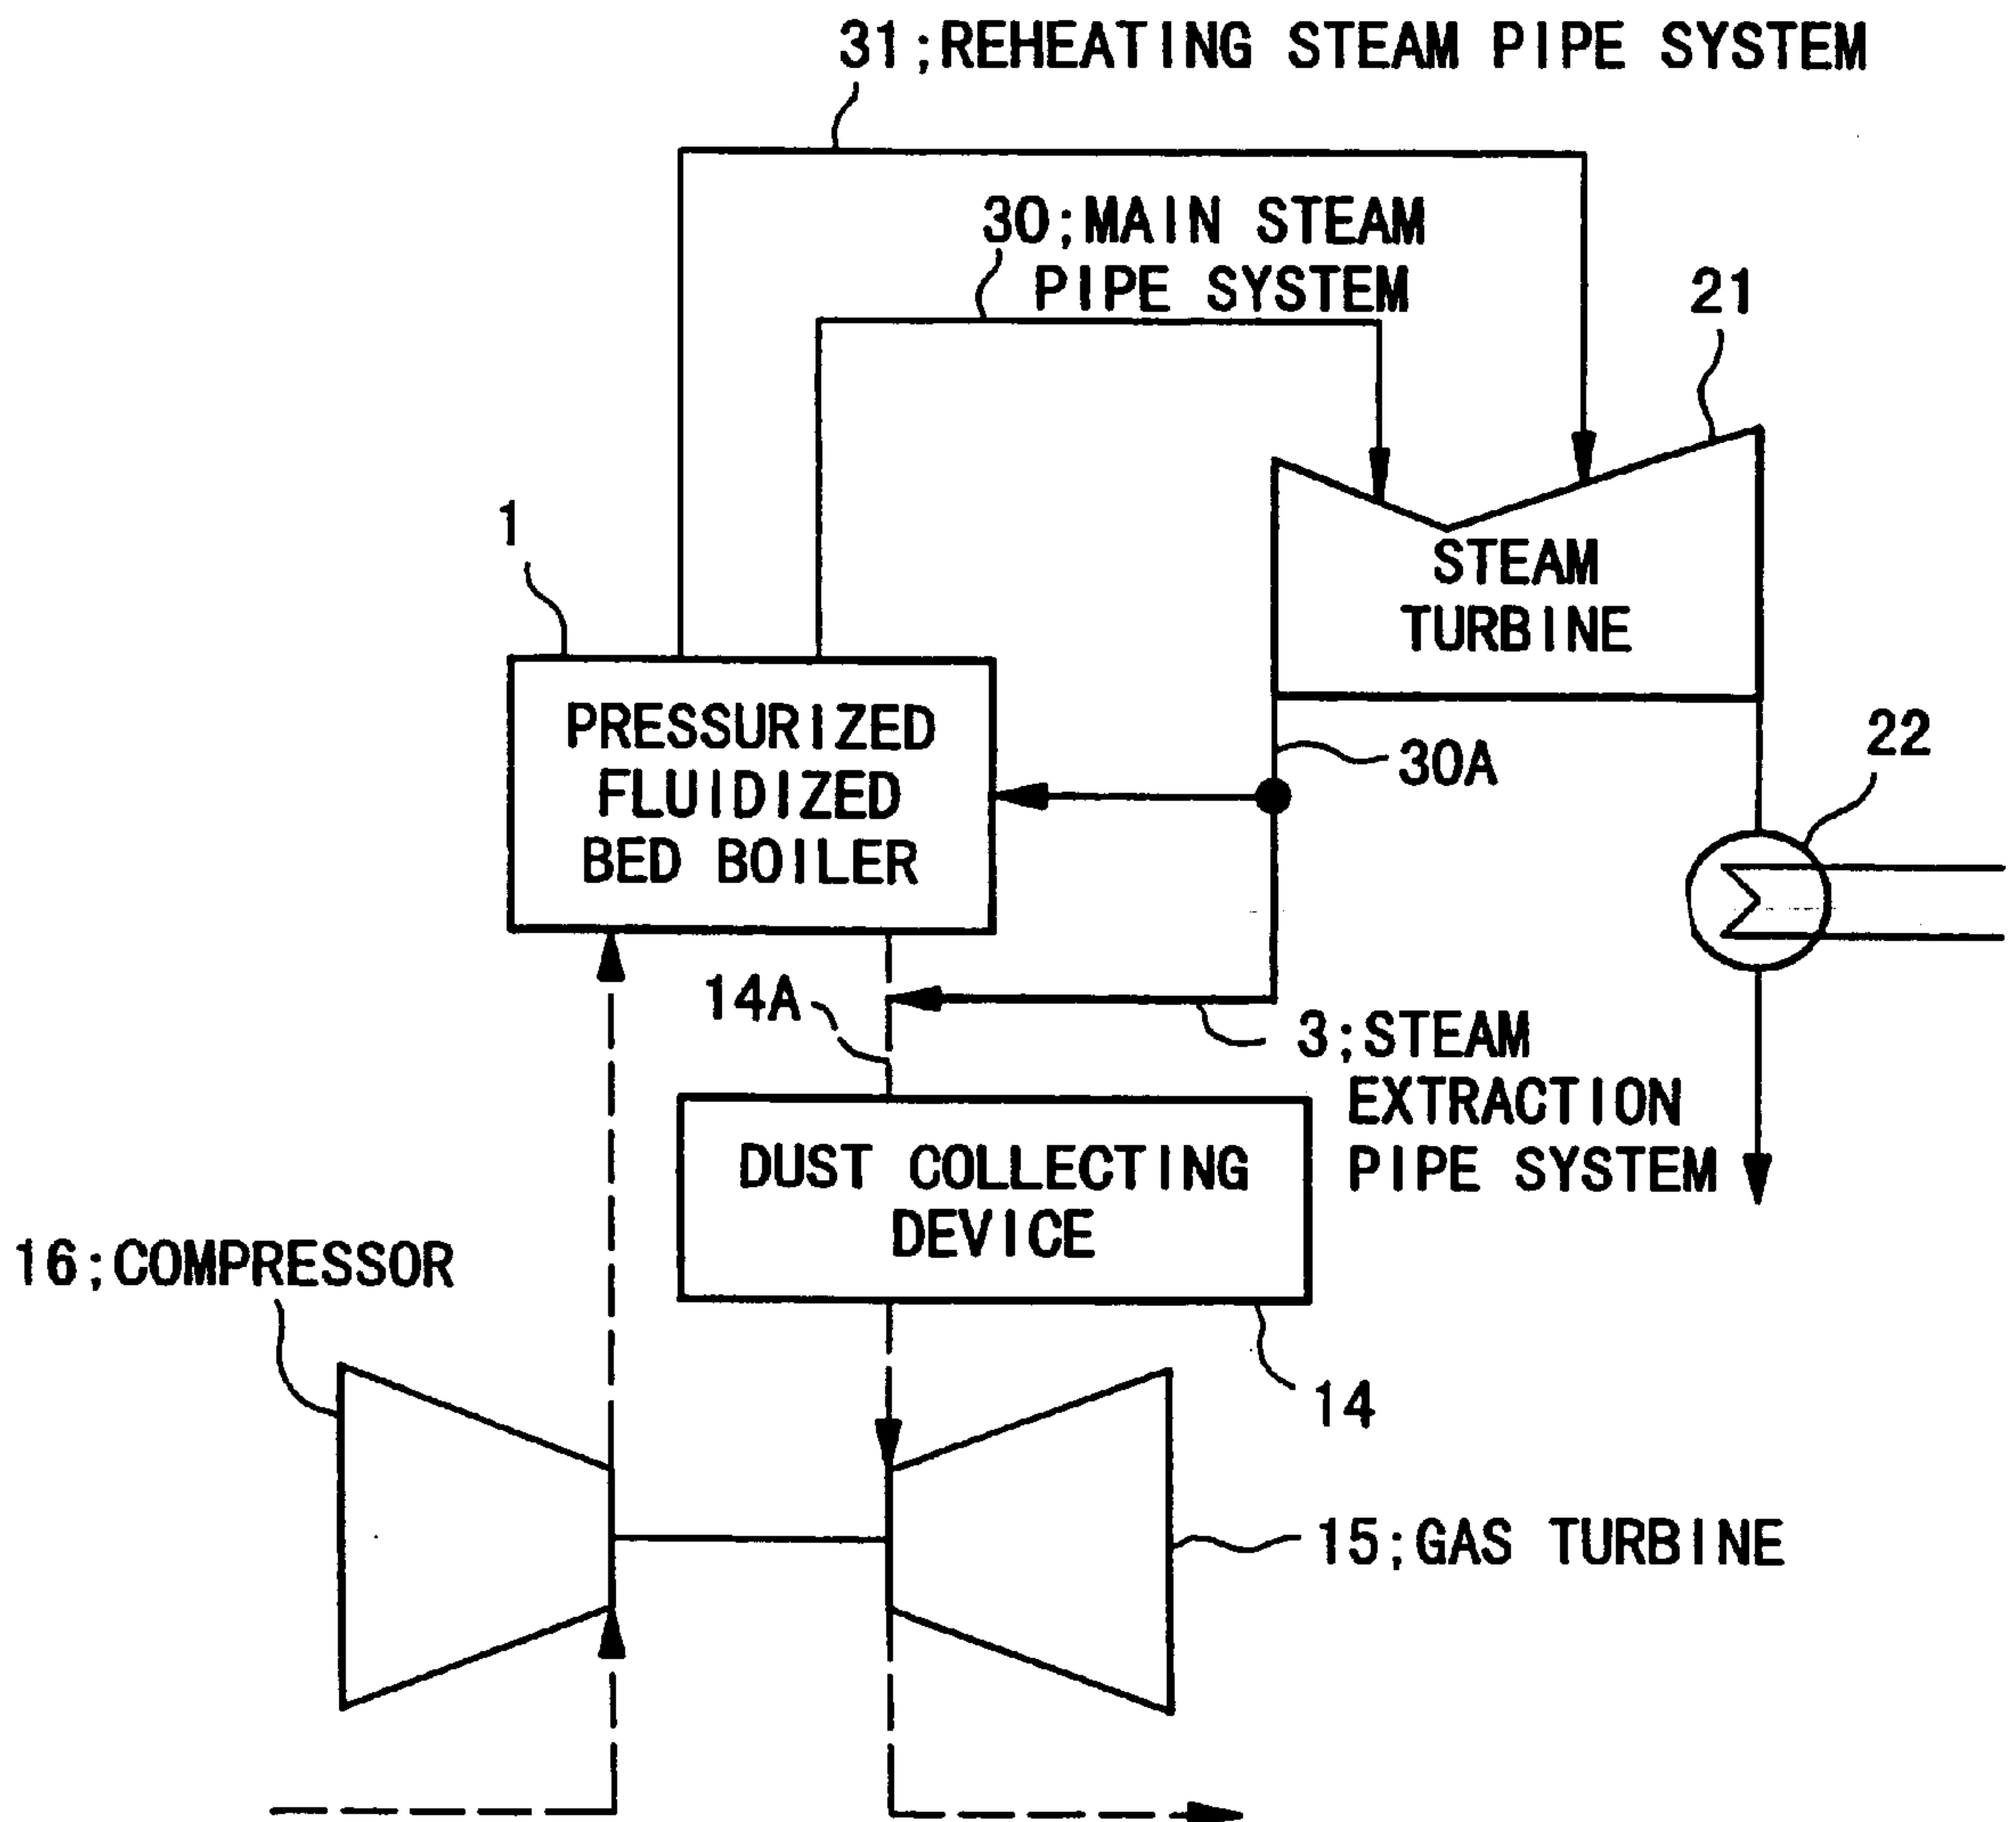 31;REHEATING STEAM PIPE SYSTEM
30;MAIN STEAM
PIPE SYSTEM
21
STEAM
TURBINE
1
PRESSURIZED
FLUIDIZED
BED BOILER
30A
22
14A
3;STEAM
EXTRACTION
PIPE SYSTEM
DUST COLLECTING
DEVICE
16;COMPRESSOR
14
15;GAS TURBINE